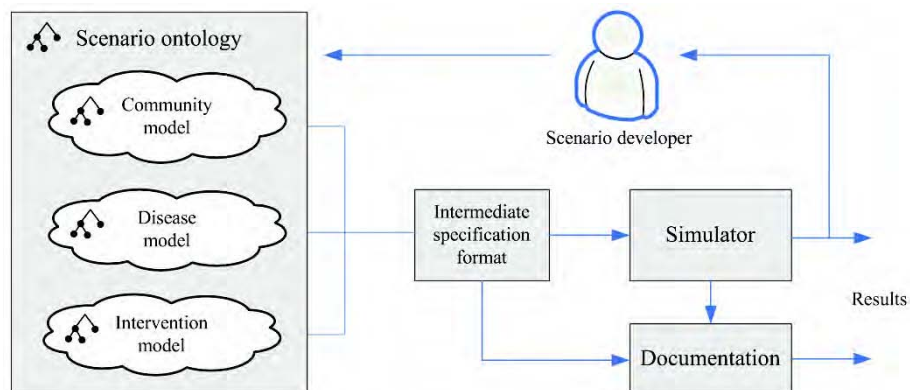 Scenario ontology
Community
model
Disease
model
Intervention
model
Scenario developer
Intermediate
specification
format
Simulator
Results
Documentation